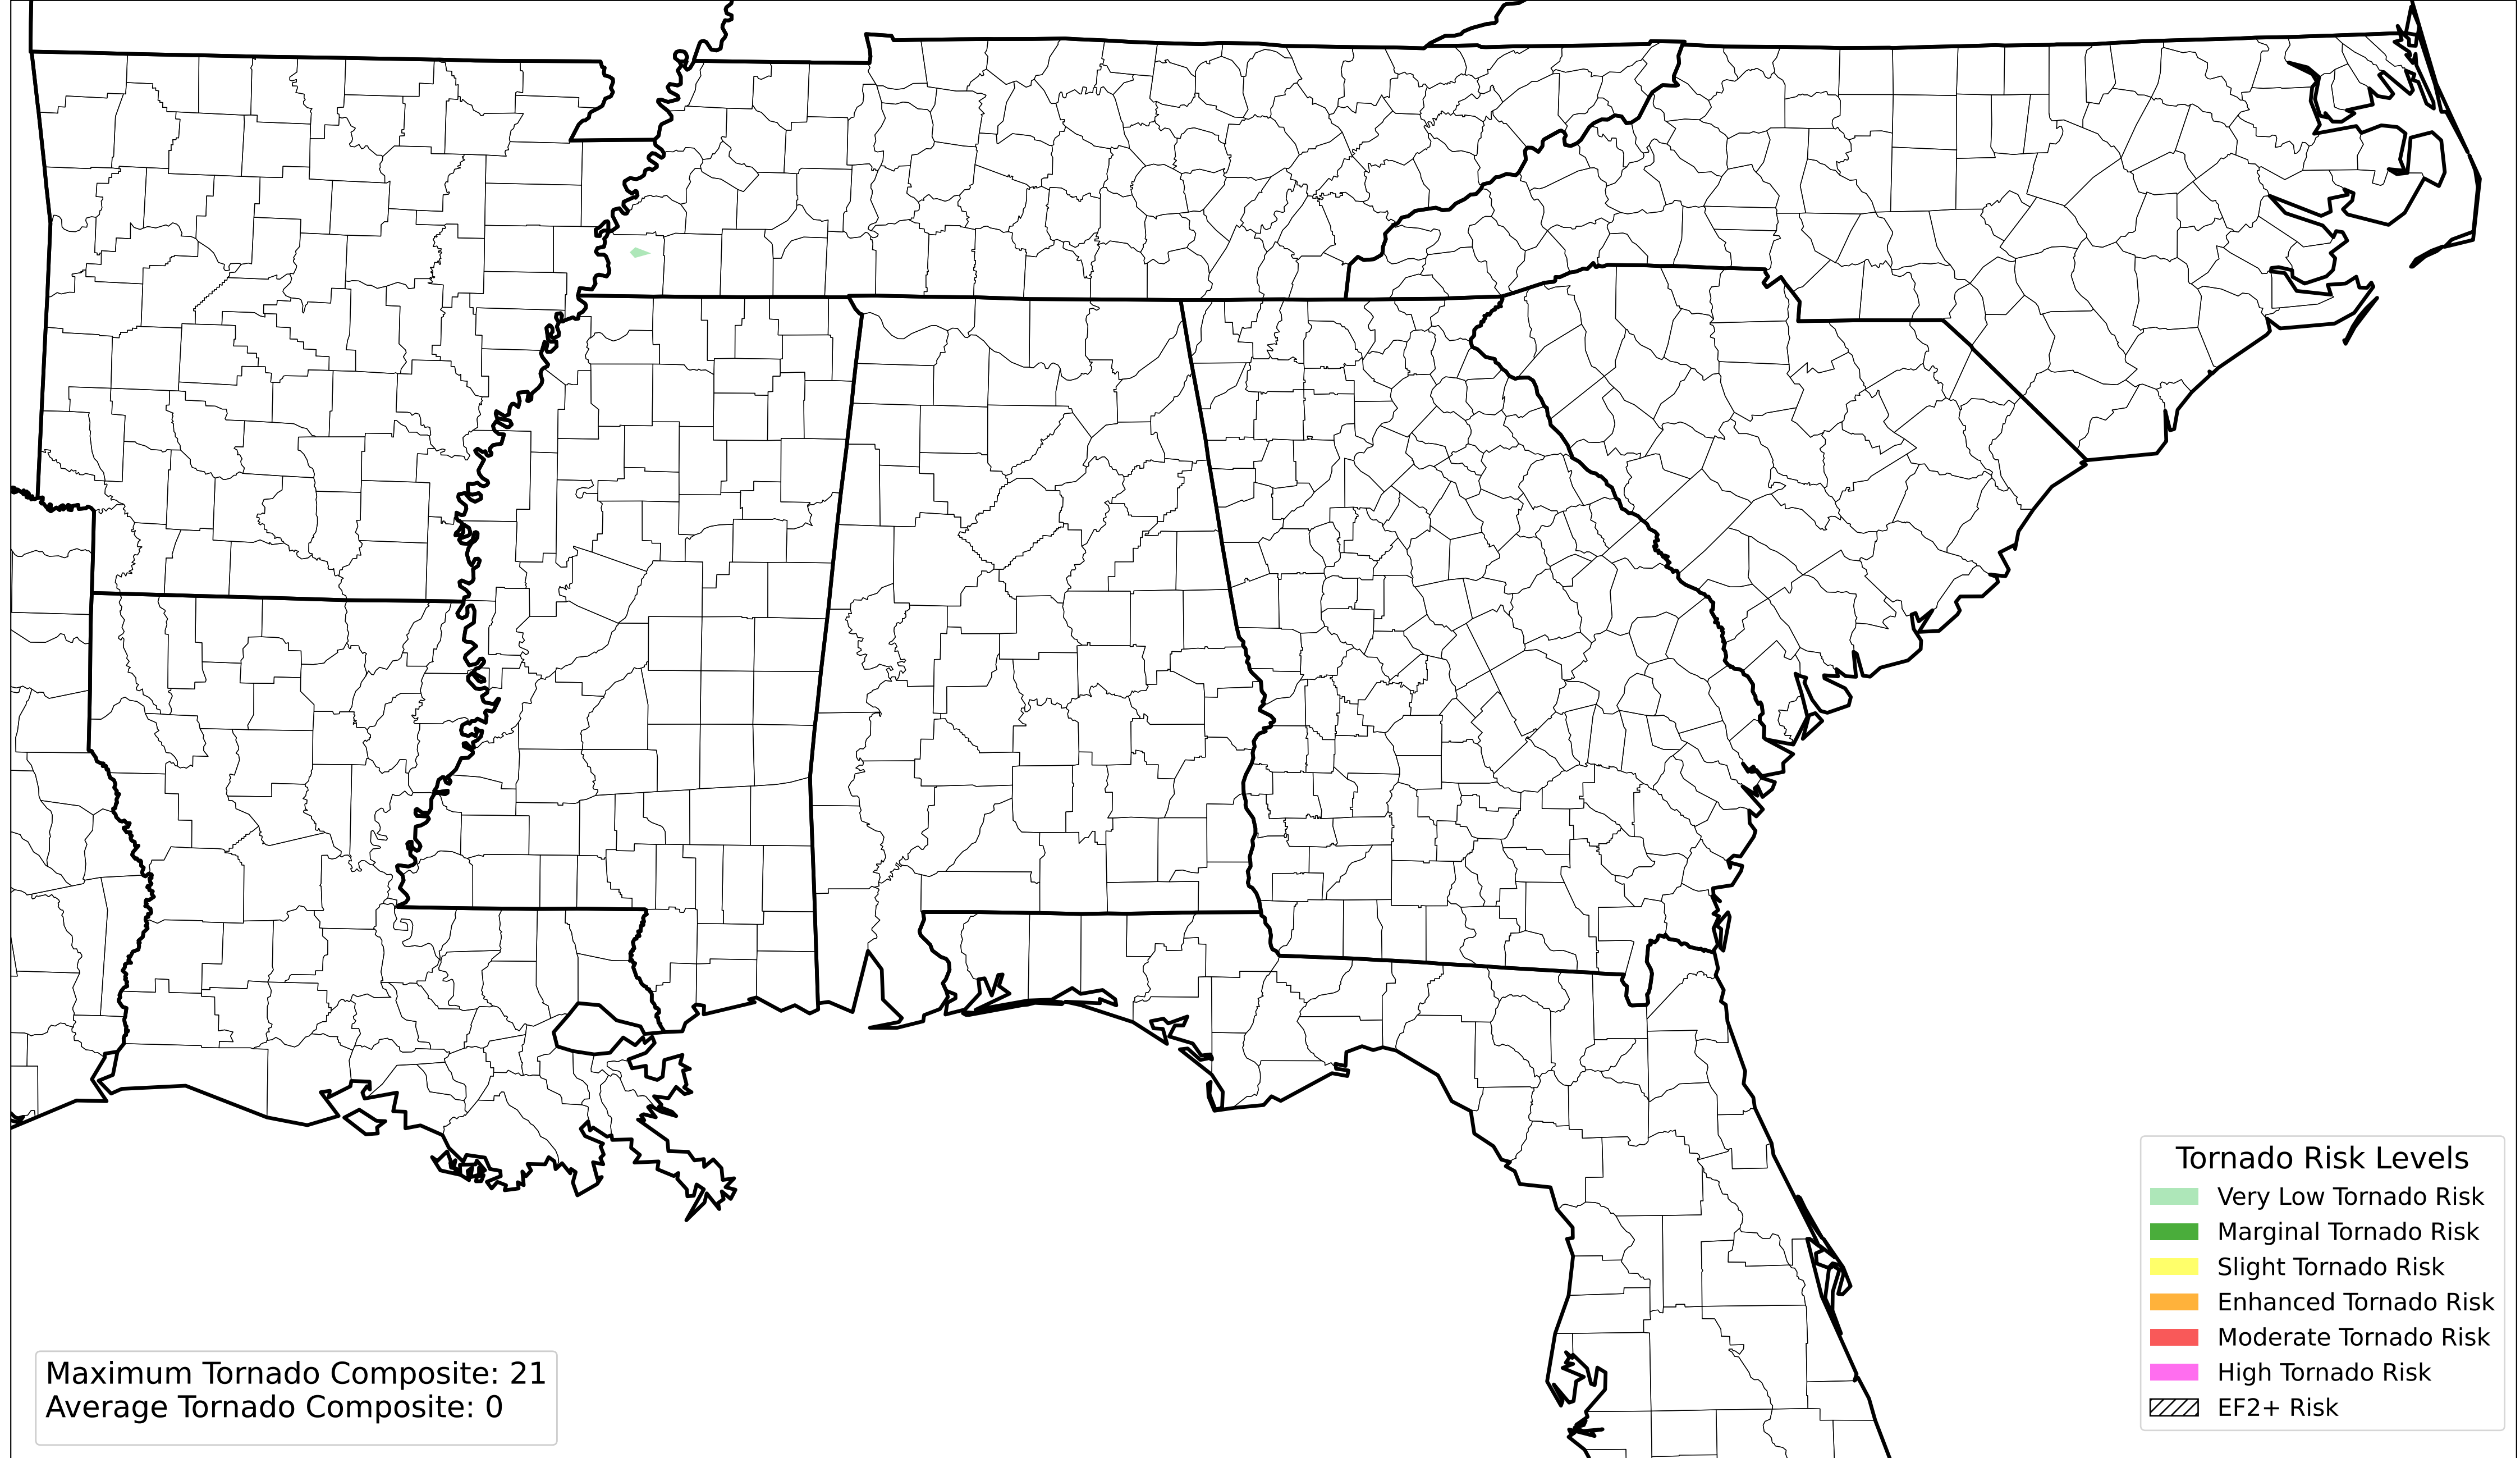 Tornado Risk Levels
Very Low Tornado Risk
Marginal Tornado Risk
Slight Tornado Risk
Enhanced Tornado Risk
Moderate Tornado Risk
High Tornado Risk
EF2+ Risk
Maximum Tornado Composite: 21
Average Tornado Composite: 0